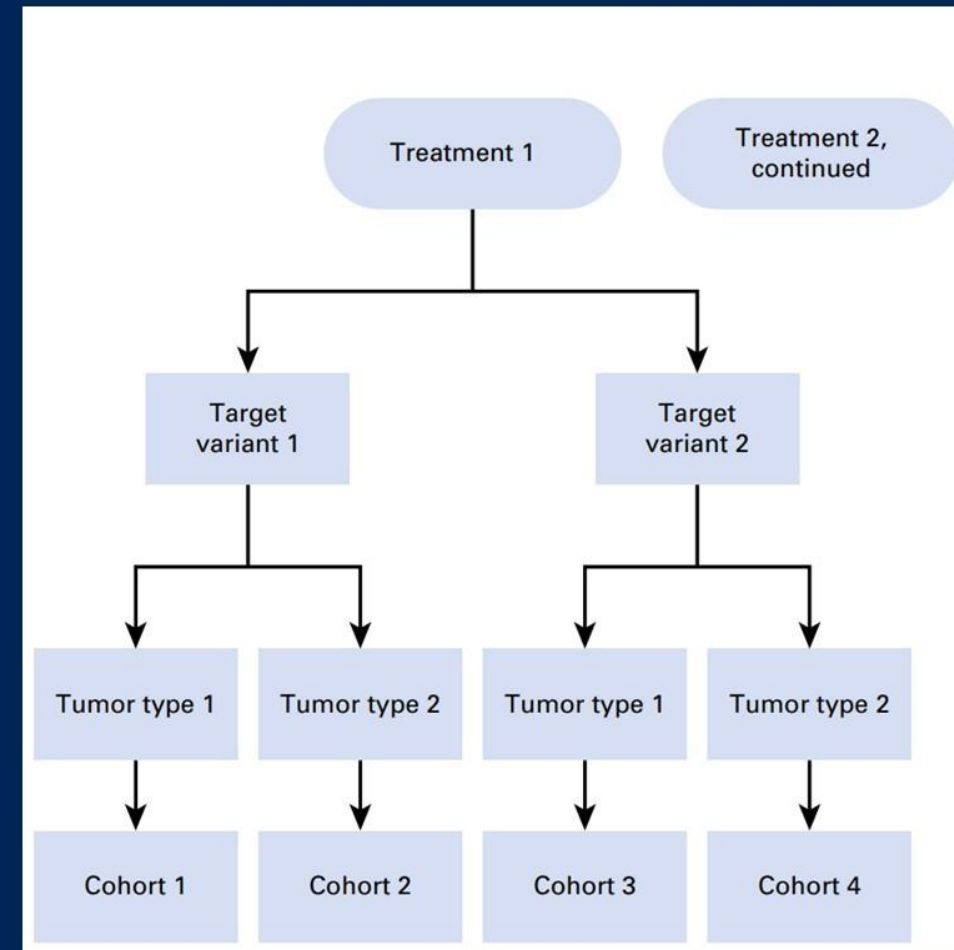 Treatment 1
Treatment 2,
continued
Target
variant 1
Target
variant 2
Tumor type 1
Tumor type 2
Tumor type 1
Tumor type 2
Cohort 1
Cohort 2
Cohort 3
Cohort 4